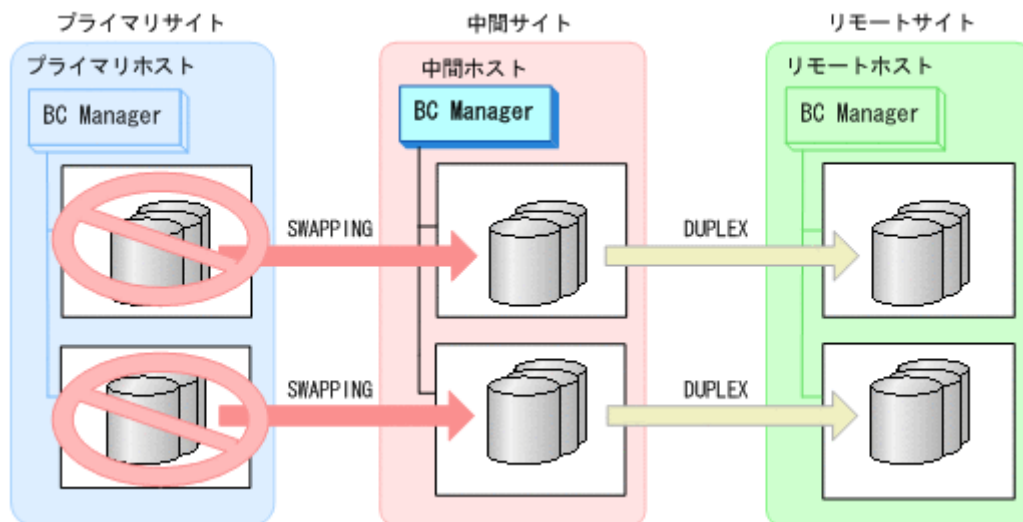 プライマリサイト
中間サイト
リモートサイト
プライマリホスト
中間ホスト
リモートホスト
BC Manager
BC Manager
BC Manager
SWAPPING
DUPLEX
SWAPPING
DUPLEX